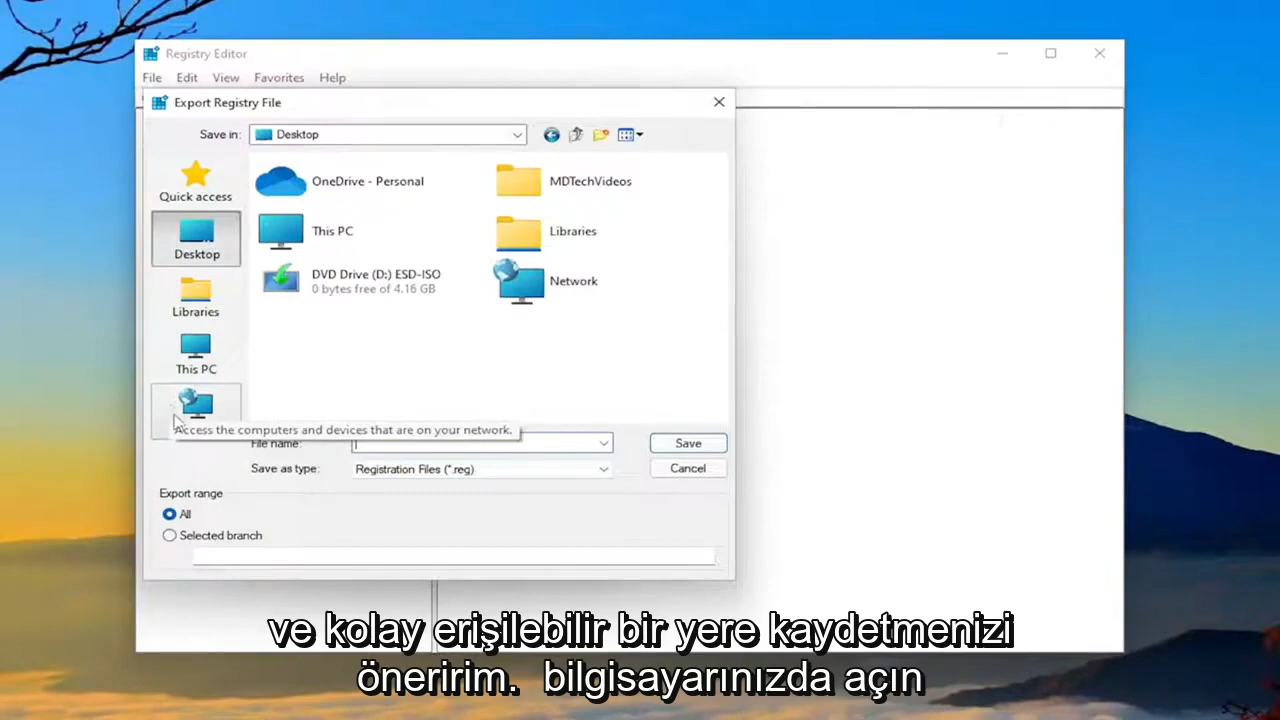 Registry Editor
File Edit View Favorites Help
Export Registry File
Save in: Desktop
Quick access
Desktop
Libraries
This PC
OneDrive - Personal
MDTechVideos
This PC
Libraries
DVD Drive (D:) ESD-ISO
0 bytes free of 4.16 GB
Network
Access the computers and devices that are on your network.
File name:
Save
Save as type: Registration Files (*.reg)
Cancel
Export range
All
Selected branch
ve kolay erişilebilir bir yere kaydetmenizi
öneririm. bilgisayarınızda açın